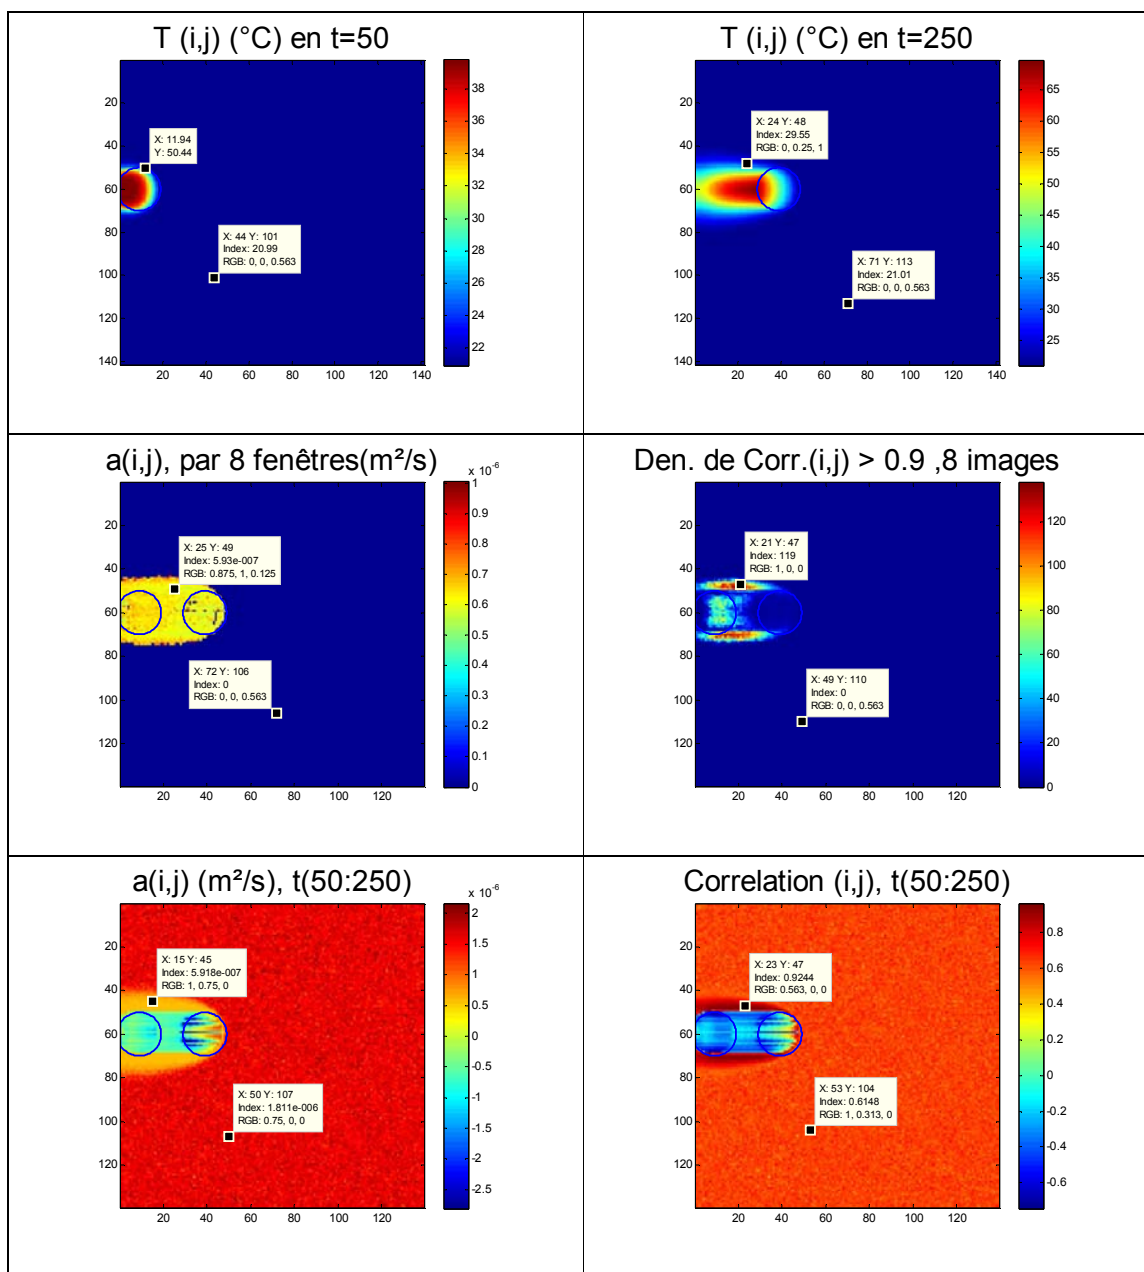 T (i,j) (°C) en t=50
20
40
60
80
100
120
140
20 40 60 80 100 120 140
X: 11.94
Y: 50.44
X: 44 Y: 101
Index: 20.99
RGB: 0, 0, 0.563
38
36
34
32
30
28
26
24
22
T (i,j) (°C) en t=250
20
40
60
80
100
120
140
20 40 60 80 100 120 140
X: 24 Y: 48
Index: 29.55
RGB: 0, 0.25, 1
X: 71 Y: 113
Index: 21.01
RGB: 0, 0, 0.563
65
60
55
50
45
40
35
30
25
a(i,j), par 8 fenêtres(m²/s)
x 10⁻⁶
20
40
60
80
100
120
20 40 60 80 100 120
X: 25 Y: 49
Index: 5.93e-007
RGB: 0.875, 1, 0.125
X: 72 Y: 106
Index: 0
RGB: 0, 0, 0.563
1
0.9
0.8
0.7
0.6
0.5
0.4
0.3
0.2
0.1
0
Den. de Corr.(i,j) > 0.9 ,8 images
20
40
60
80
100
120
20 40 60 80 100 120
X: 21 Y: 47
Index: 119
RGB: 1, 0, 0
X: 49 Y: 110
Index: 0
RGB: 0, 0, 0.563
120
100
80
60
40
20
0
a(i,j) (m²/s), t(50:250)
x 10⁻⁶
20
40
60
80
100
120
20 40 60 80 100 120
X: 15 Y: 45
Index: 5.918e-007
RGB: 1, 0.75, 0
X: 50 Y: 107
Index: 1.811e-006
RGB: 0.75, 0, 0
2
1.5
1
0.5
0
-0.5
-1
-1.5
-2
-2.5
Correlation (i,j), t(50:250)
20
40
60
80
100
120
20 40 60 80 100 120
X: 23 Y: 47
Index: 0.9244
RGB: 0.563, 0, 0
X: 53 Y: 104
Index: 0.6148
RGB: 1, 0.313, 0
0.8
0.6
0.4
0.2
0
-0.2
-0.4
-0.6